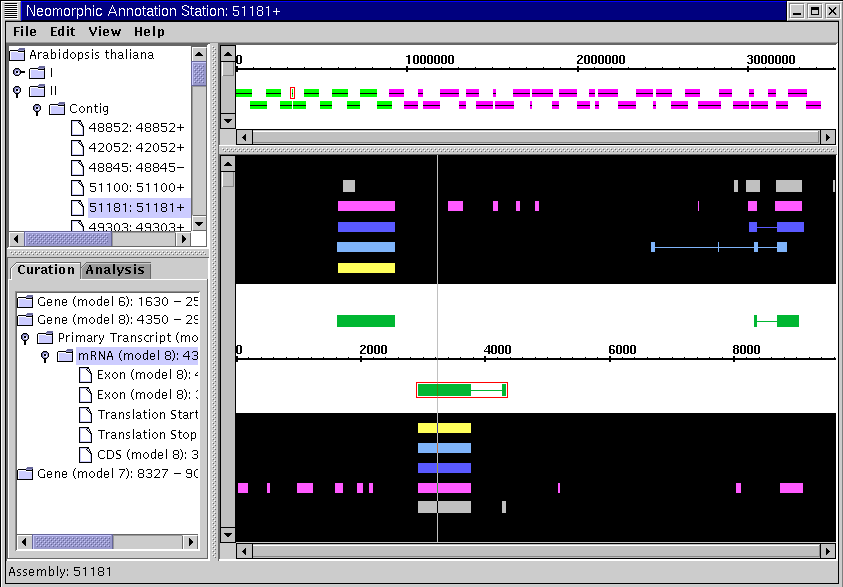 Neomorphic Annotation Station: 51181+
File Edit View Help
Arabidopsis thaliana
I
II
Contig
48852: 48852+
42052: 42052+
48845: 48845−
51100: 51100+
51181: 51181+
49303: 49303+
0 1000000 2000000 3000000
Curation Analysis
Gene (model 6): 1630 − 25
Gene (model 8): 4350 − 29
Primary Transcript (mo
mRNA (model 8): 43
Exon (model 8): 4
Exon (model 8): 3
Translation Start
Translation Stop
CDS (model 8): 3
Gene (model 7): 8327 − 90
0 2000 4000 6000 8000
Assembly: 51181